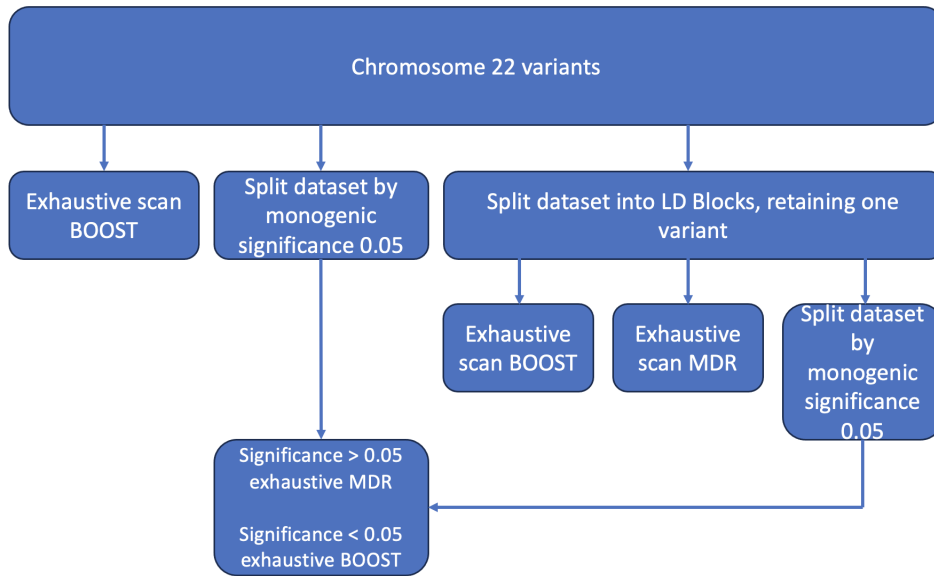 Chromosome 22 variants
Exhaustive scan
BOOST
Split dataset by
monogenic
significance 0.05
Split dataset into LD Blocks, retaining one
variant
Exhaustive
scan BOOST
Exhaustive
scan MDR
Split dataset
by
monogenic
significance
0.05
Significance > 0.05
exhaustive MDR
Significance < 0.05
exhaustive BOOST